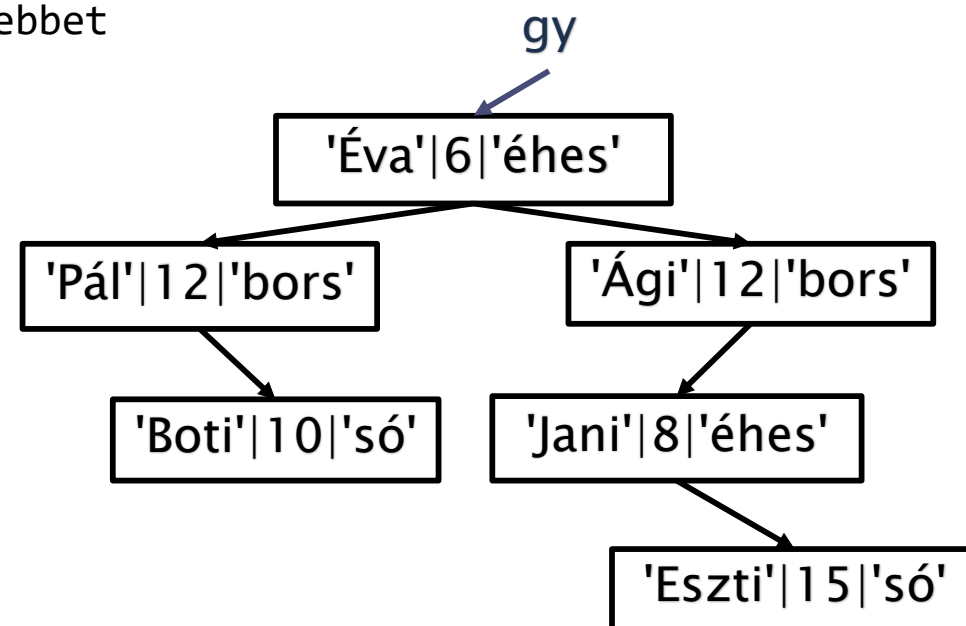 ebbet
gy
'Éva'|6|'éhes'
'Pál'|12|'bors'
'Ági'|12|'bors'
'Boti'|10|'só'
'Jani'|8|'éhes'
'Eszti'|15|'só'